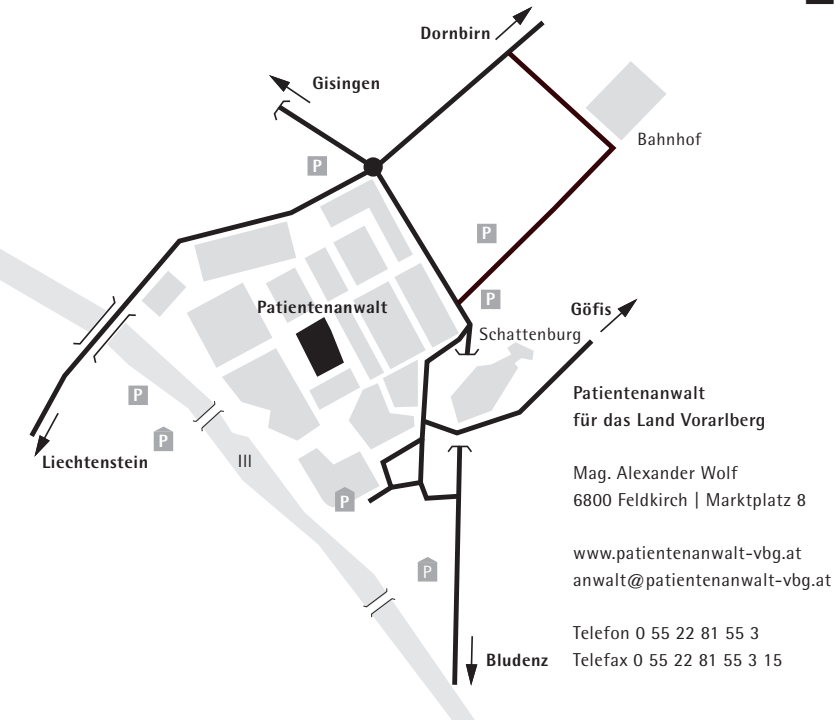 Dornbirn
Gisingen
Bahnhof
P
P
P
Göfis
Patientenanwalt
Schattenburg
P
P
Liechtenstein
Ill
P
P
Bludenz
Patientenanwalt
für das Land Vorarlberg
Mag. Alexander Wolf
6800 Feldkirch | Marktplatz 8
www.patientenanwalt-vbg.at
anwalt@patientenanwalt-vbg.at
Telefon 0 55 22 81 55 3
Telefax 0 55 22 81 55 3 15